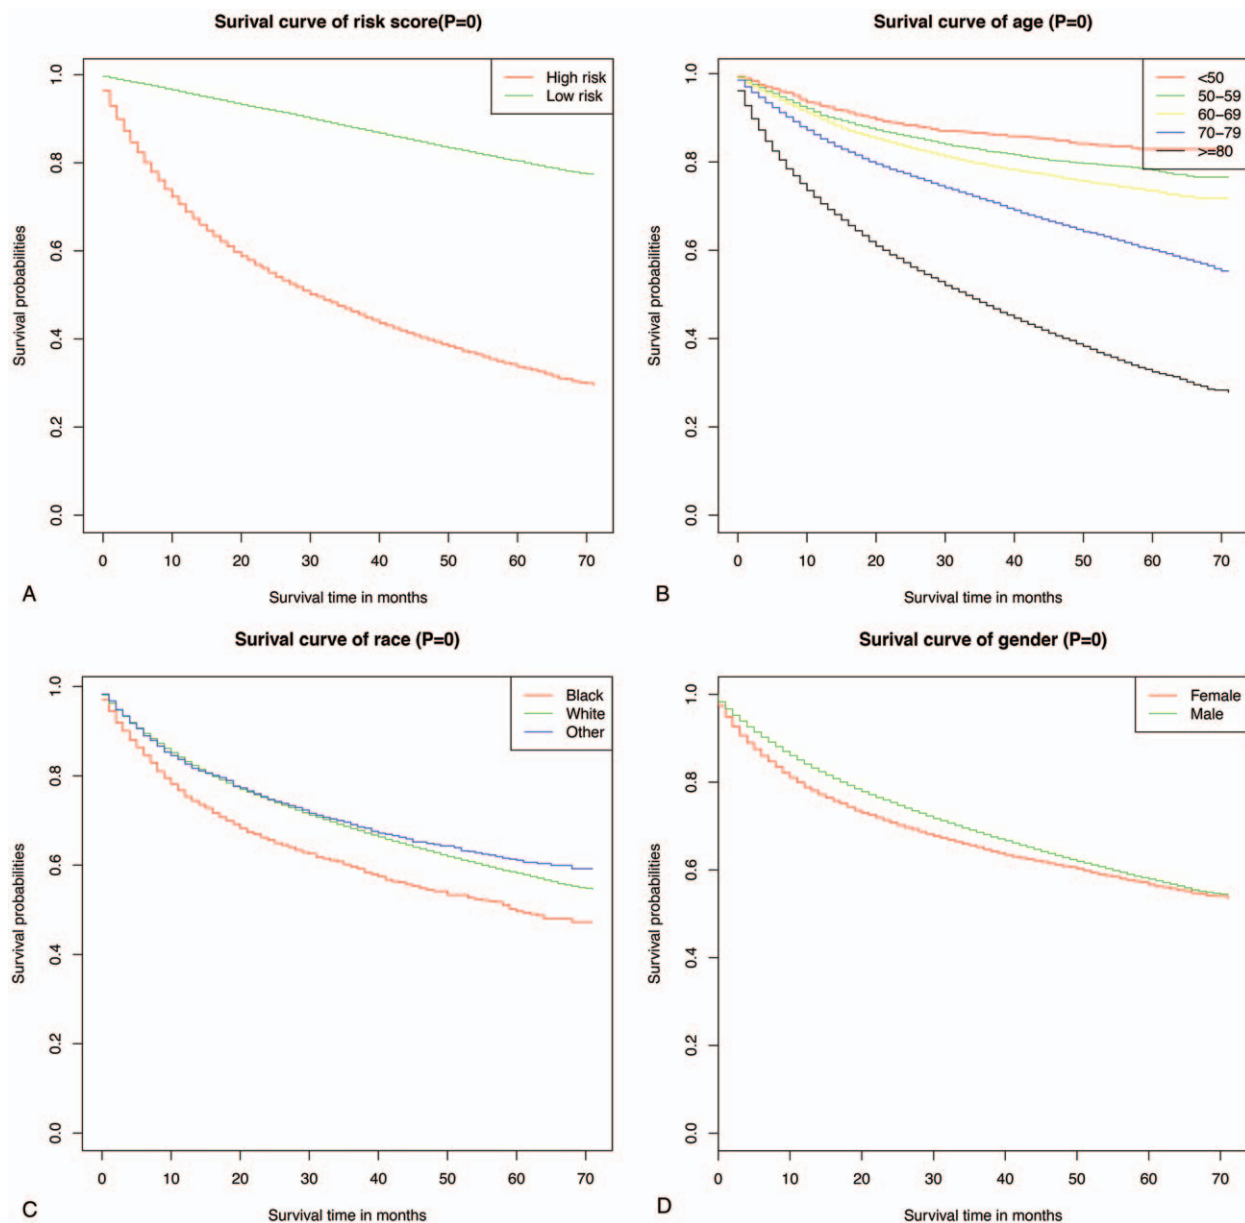 Surival curve of risk score(P=0)
High risk
Low risk
Survival probabilities
1.0
0.8
0.6
0.4
0.2
0.0
0 10 20 30 40 50 60 70
Survival time in months
A
Surival curve of age (P=0)
<50
50-59
60-69
70-79
>=80
Survival probabilities
1.0
0.8
0.6
0.4
0.2
0.0
0 10 20 30 40 50 60 70
Survival time in months
B
Surival curve of race (P=0)
Black
White
Other
Survival probabilities
1.0
0.8
0.6
0.4
0.2
0.0
0 10 20 30 40 50 60 70
Survival time in months
C
Surival curve of gender (P=0)
Female
Male
Survival probabilities
1.0
0.8
0.6
0.4
0.2
0.0
0 10 20 30 40 50 60 70
Survival time in months
D